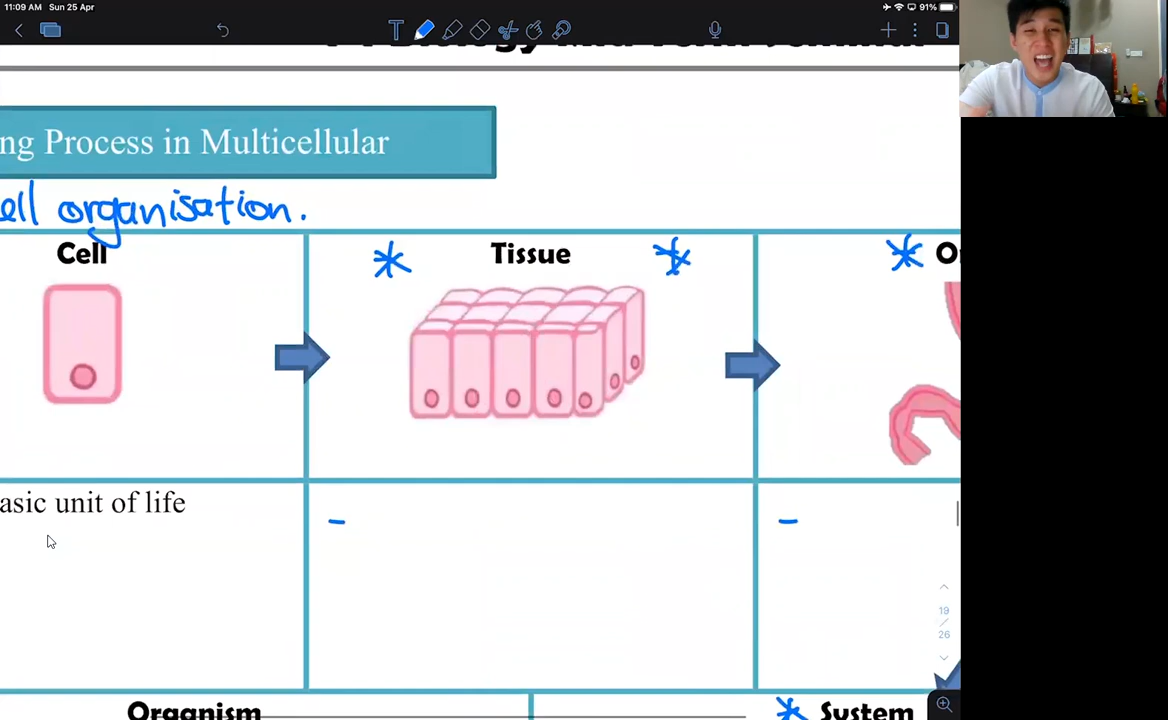 11:09 AM Sun 25 Apr
91%
T
ng Process in Multicellular
ell organisation.
Cell
* Tissue *
* O
asic unit of life
-
-
19
/
26
Organism
* System